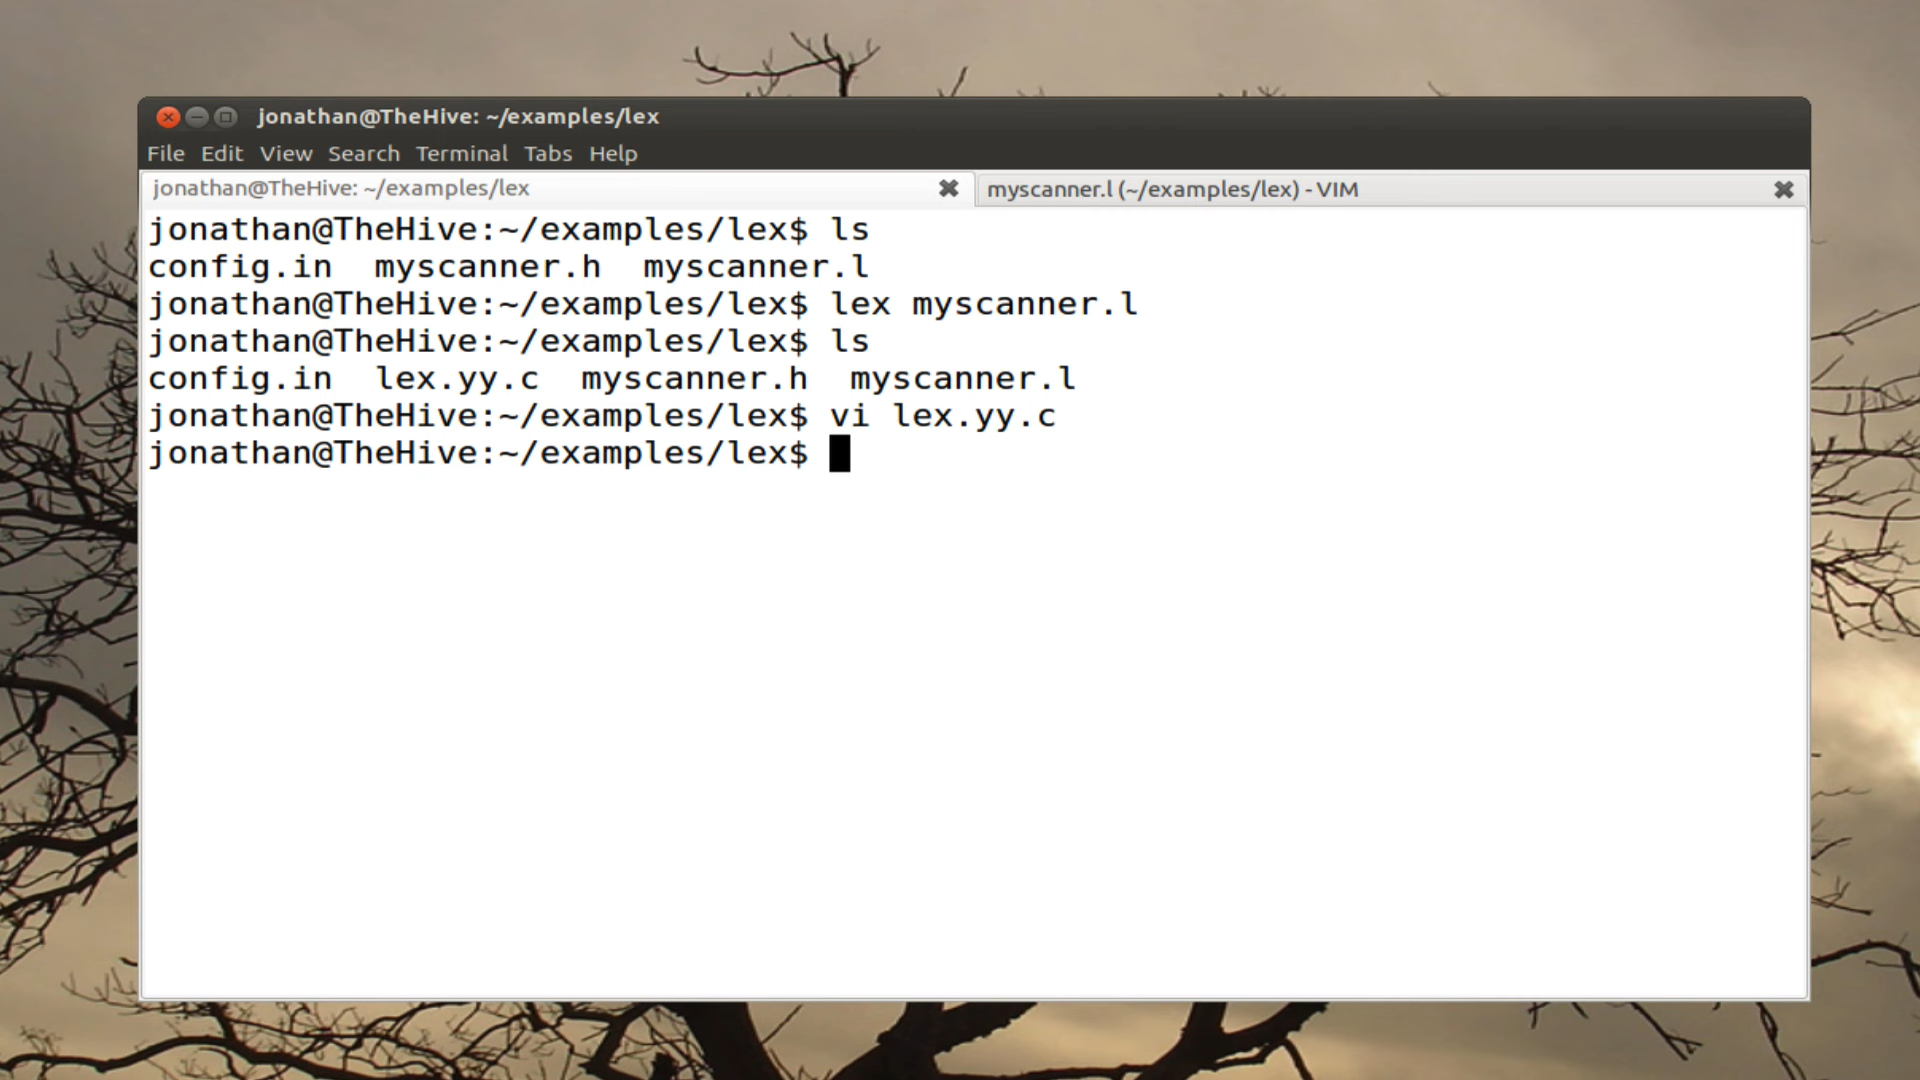 jonathan@TheHive: ~/examples/lex
File Edit View Search Terminal Tabs Help
jonathan@TheHive: ~/examples/lex myscanner.l (~/examples/lex) - VIM
jonathan@TheHive:~/examples/lex$ ls
config.in  myscanner.h  myscanner.l
jonathan@TheHive:~/examples/lex$ lex myscanner.l
jonathan@TheHive:~/examples/lex$ ls
config.in  lex.yy.c  myscanner.h  myscanner.l
jonathan@TheHive:~/examples/lex$ vi lex.yy.c
jonathan@TheHive:~/examples/lex$